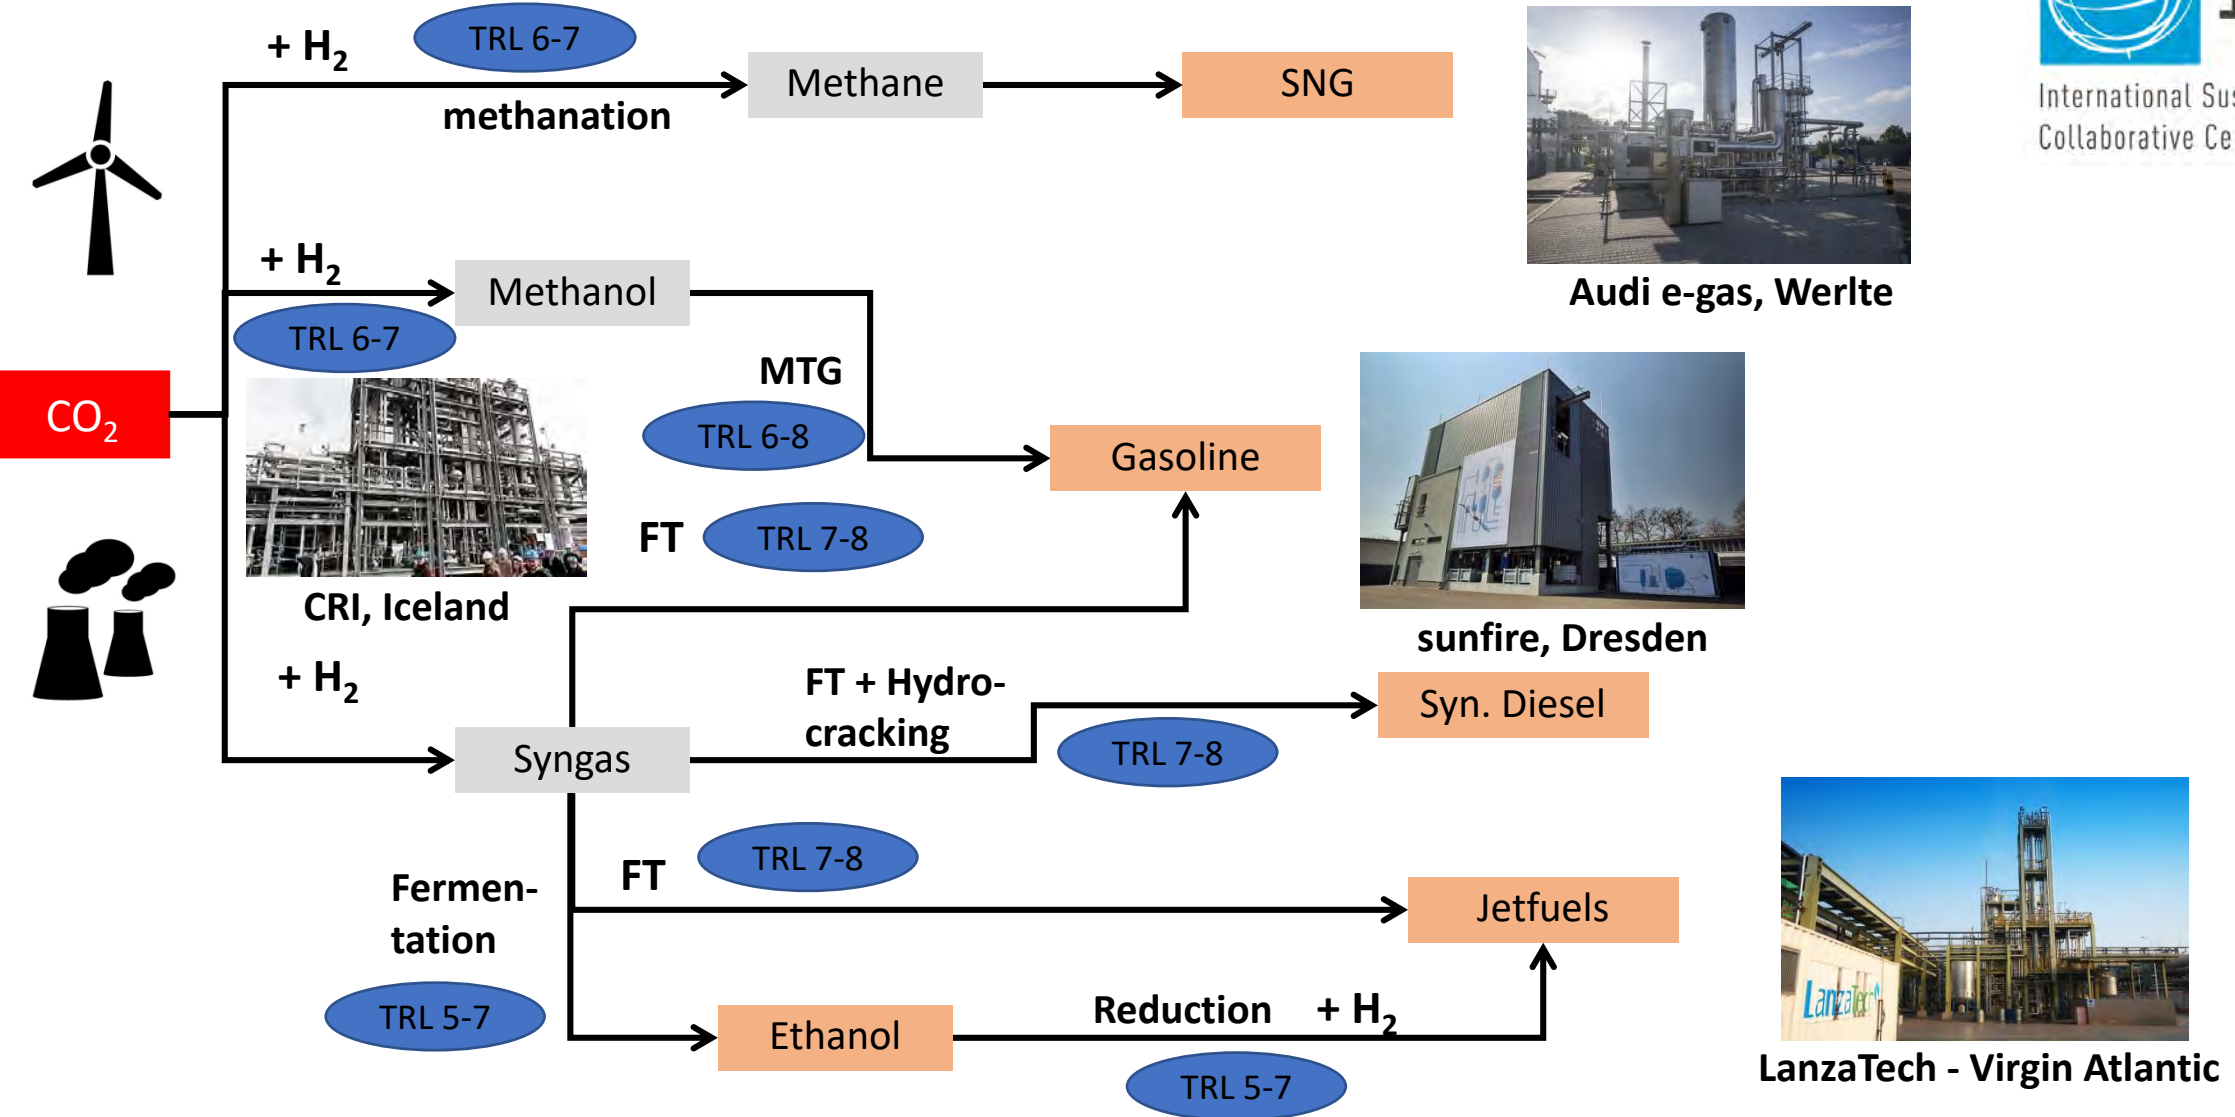 + H2
TRL 6-7
methanation
Methane
SNG
International Sus
Collaborative Ce
Audi e-gas, Werlte
+ H2
Methanol
TRL 6-7
MTG
TRL 6-8
CO2
Gasoline
FT
TRL 7-8
CRI, Iceland
sunfire, Dresden
+ H2
FT + Hydro-
cracking
Syn. Diesel
Syngas
TRL 7-8
FT
TRL 7-8
Fermen-
tation
Jetfuels
TRL 5-7
Ethanol
Reduction + H2
TRL 5-7
LanzaTech
LanzaTech - Virgin Atlantic